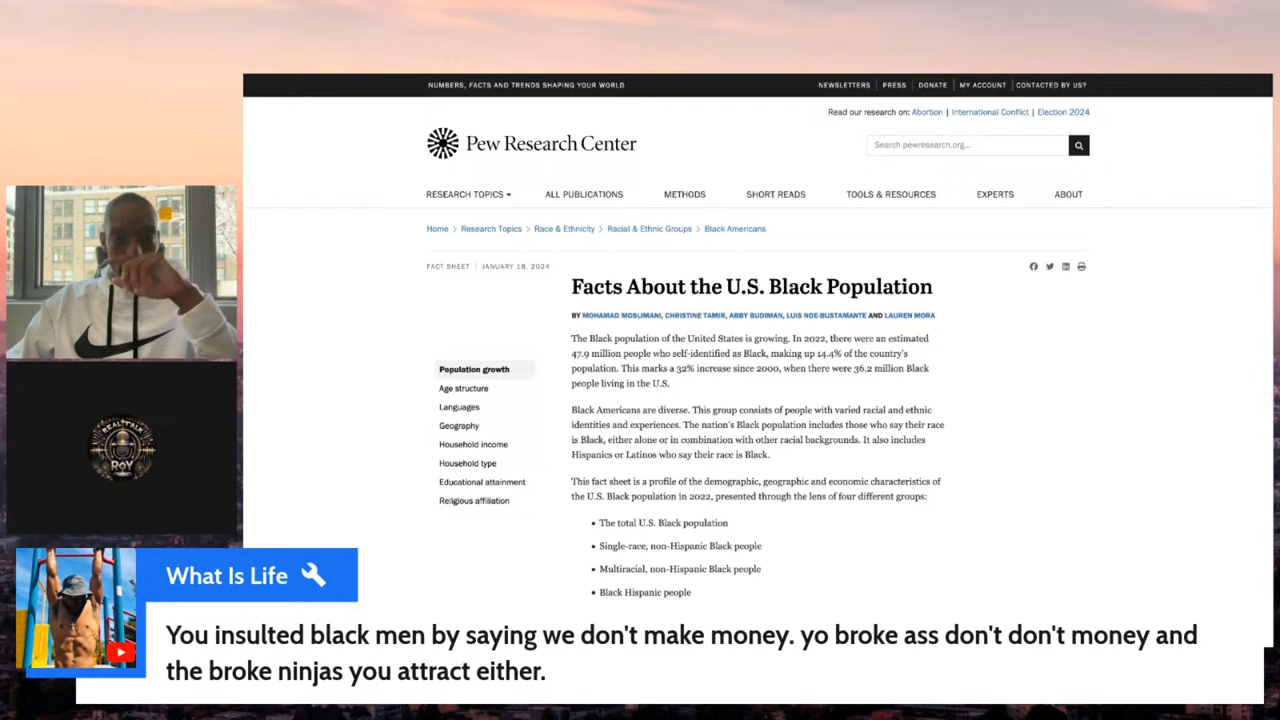 NUMBERS, FACTS AND TRENDS SHAPING YOUR WORLD
NEWSLETTERS | PRESS | DONATE | MY ACCOUNT | CONTACTED BY US?
Read our research on: Abortion | International Conflict | Election 2024
Pew Research Center
Search pewresearch.org...
RESEARCH TOPICS
ALL PUBLICATIONS
METHODS
SHORT READS
TOOLS & RESOURCES
EXPERTS
ABOUT
Home > Research Topics > Race & Ethnicity > Racial & Ethnic Groups > Black Americans
FACT SHEET | JANUARY 18, 2024
Facts About the U.S. Black Population
BY MOHAMAD MOSLIMANI, CHRISTINE TAMIR, ABBY BUDIMAN, LUIS NOE-BUSTAMANTE AND LAUREN MORA
Population growth
Age structure
Languages
Geography
Household income
Household type
Educational attainment
Religious affiliation
The Black population of the United States is growing. In 2022, there were an estimated
47.9 million people who self-identified as Black, making up 14.4% of the country's
population. This marks a 32% increase since 2000, when there were 36.2 million Black
people living in the U.S.
Black Americans are diverse. This group consists of people with varied racial and ethnic
identities and experiences. The nation's Black population includes those who say their race
is Black, either alone or in combination with other racial backgrounds. It also includes
Hispanics or Latinos who say their race is Black.
This fact sheet is a profile of the demographic, geographic and economic characteristics of
the U.S. Black population in 2022, presented through the lens of four different groups:
▪ The total U.S. Black population
▪ Single-race, non-Hispanic Black people
▪ Multiracial, non-Hispanic Black people
▪ Black Hispanic people
REAL TALK
ROY
What Is Life
You insulted black men by saying we don't make money. yo broke ass don't don't money and
the broke ninjas you attract either.